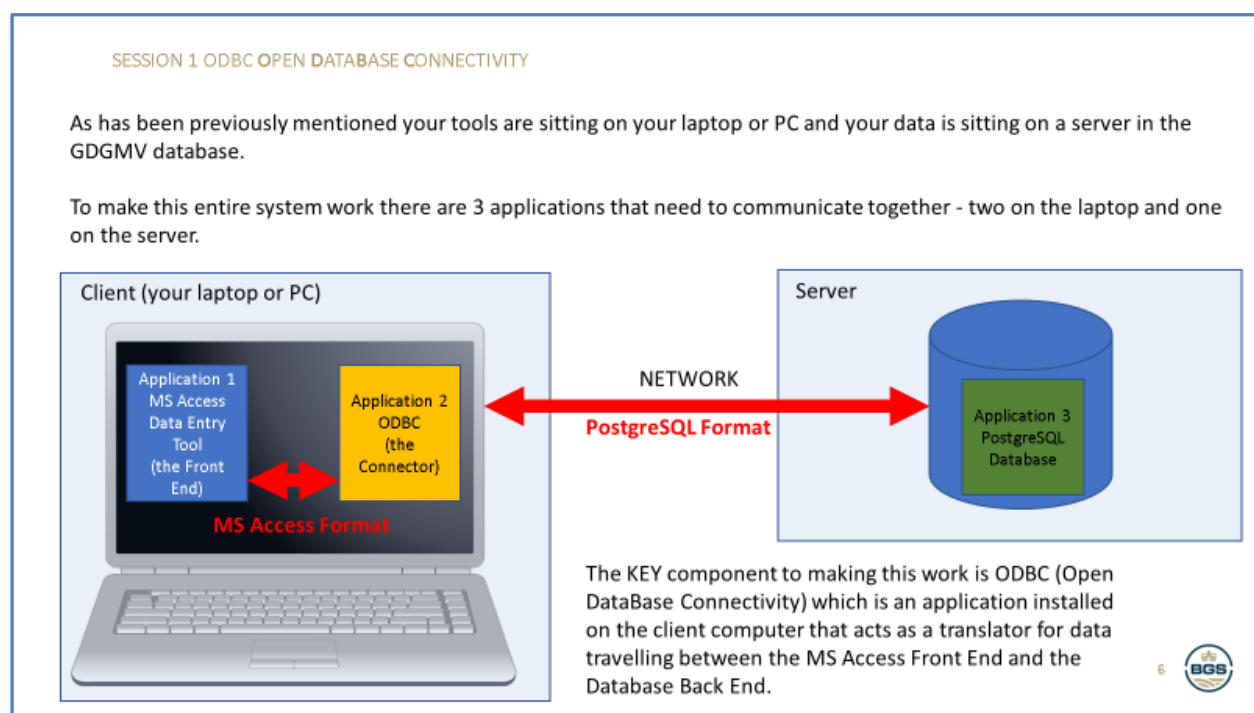 SESSION 1 ODBC OPEN DATABASE CONNECTIVITY
As has been previously mentioned your tools are sitting on your laptop or PC and your data is sitting on a server in the
GDGMV database.
To make this entire system work there are 3 applications that need to communicate together - two on the laptop and one
on the server.
Client (your laptop or PC)
Application 1
MS Access
Data Entry
Tool
(the Front
End)
Application 2
ODBC
(the
Connector)
MS Access Format
NETWORK
PostgreSQL Format
Server
Application 3
PostgreSQL
Database
The KEY component to making this work is ODBC (Open
DataBase Connectivity) which is an application installed
on the client computer that acts as a translator for data
travelling between the MS Access Front End and the
Database Back End.
6
BGS